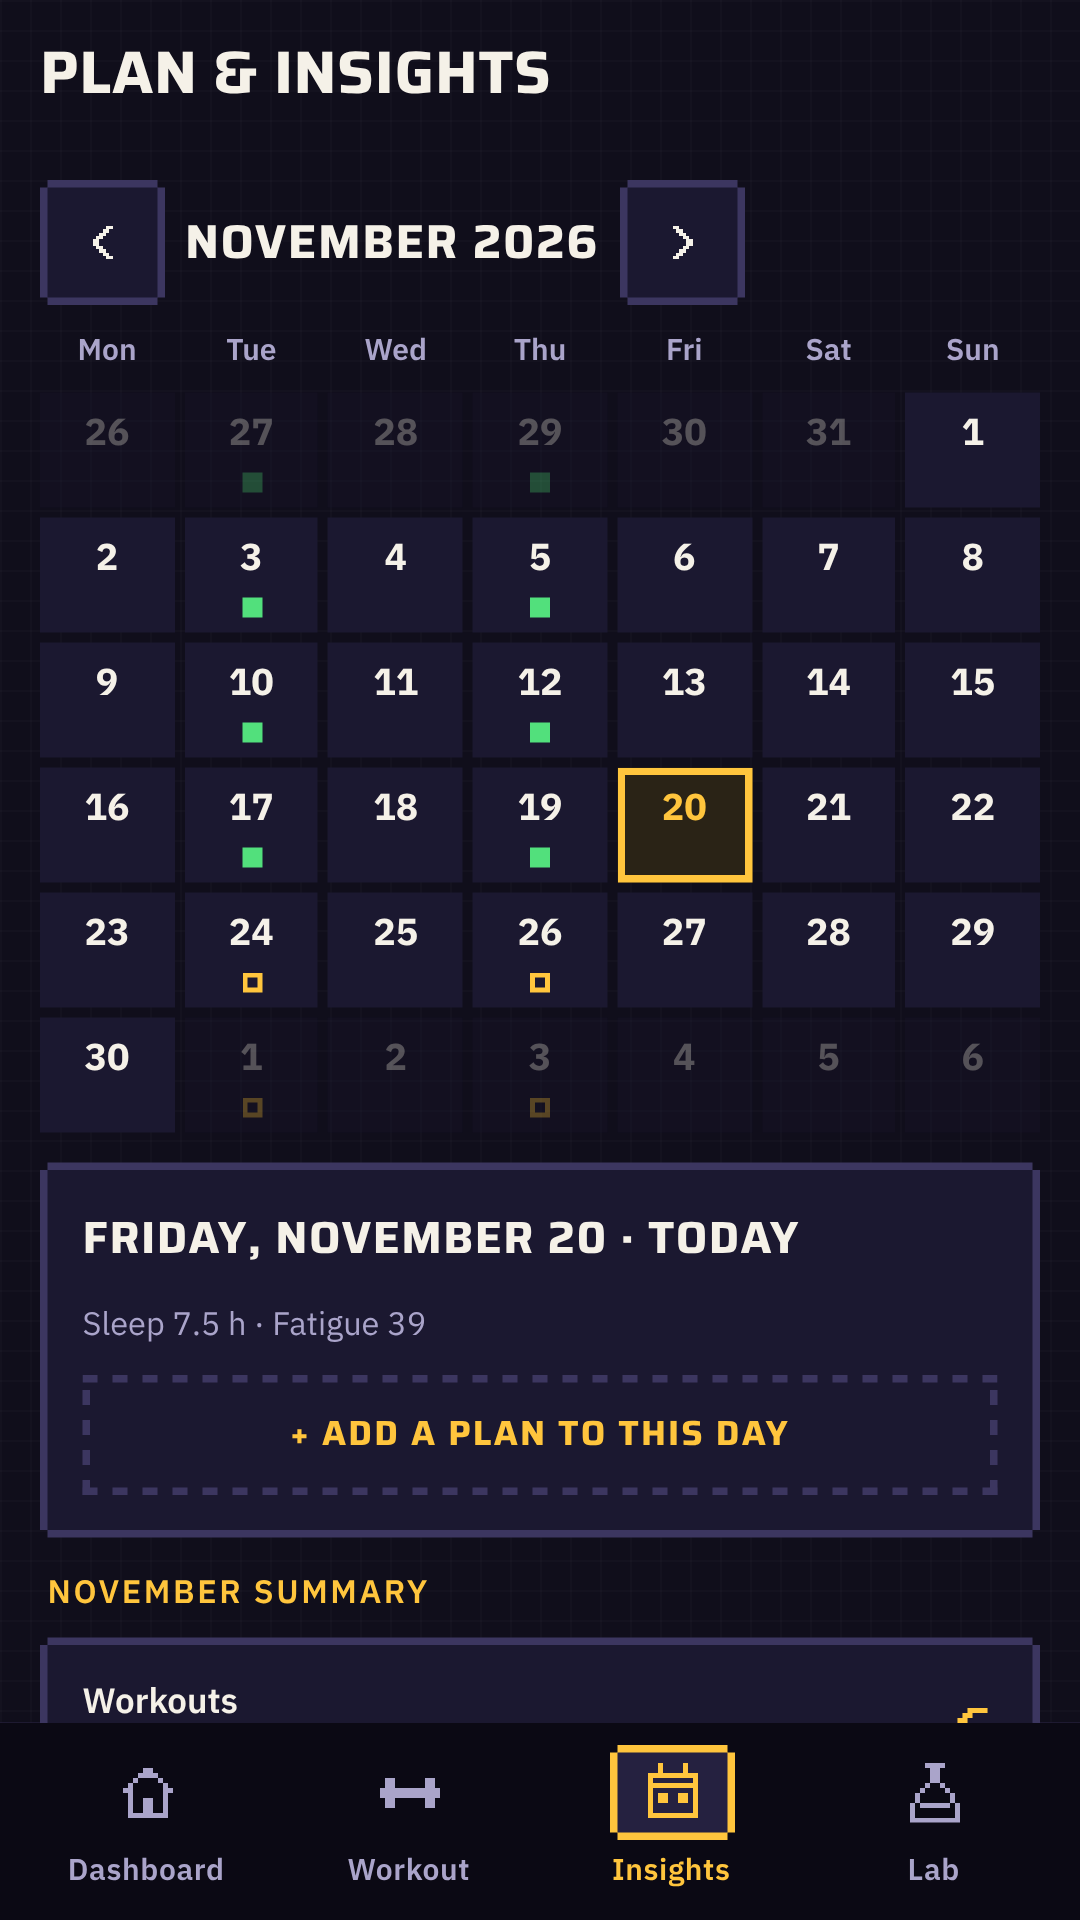 PLAN & INSIGHTS
NOVEMBER 2026
Mon Tue Wed Thu Fri Sat Sun
26 27 28 29 30 31 1
2 3 4 5 6 7 8
9 10 11 12 13 14 15
16 17 18 19 20 21 22
23 24 25 26 27 28 29
30 1 2 3 4 5 6
FRIDAY, NOVEMBER 20 · TODAY
Sleep 7.5 h · Fatigue 39
+ ADD A PLAN TO THIS DAY
NOVEMBER SUMMARY
Workouts
Dashboard Workout Insights Lab